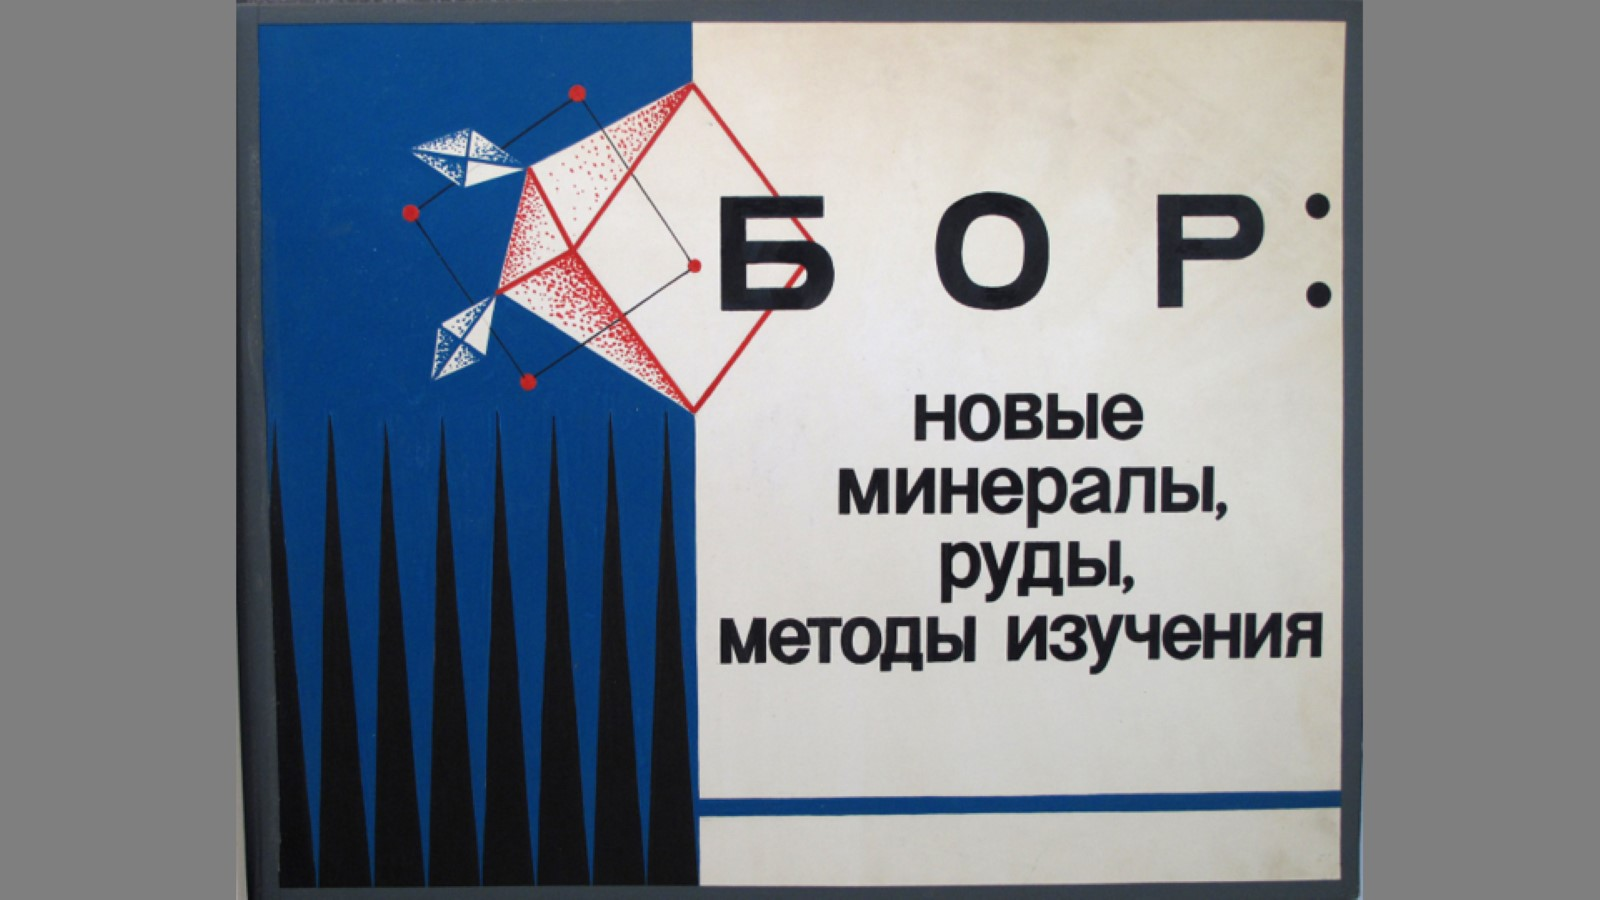 БОР:
новые
минералы,
руды,
методы изучения